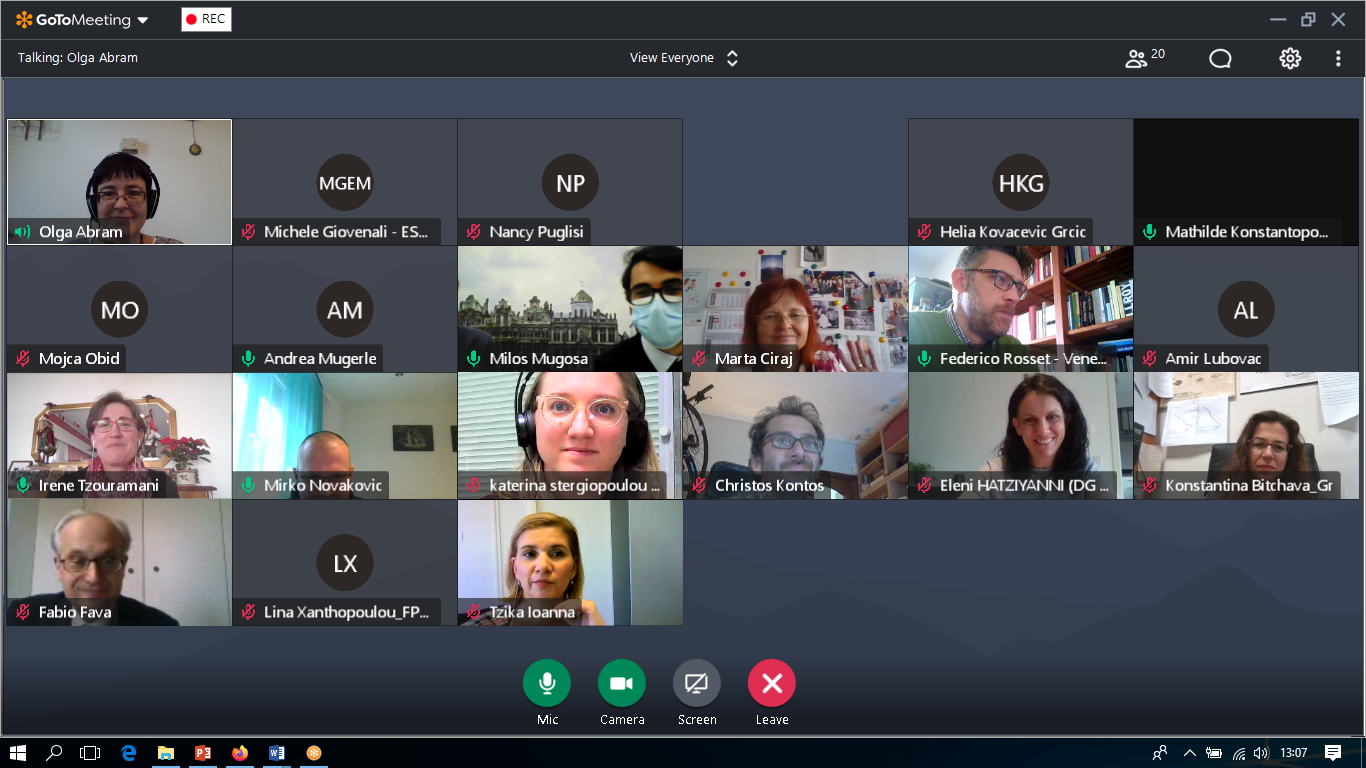 GoToMeeting
REC
Talking: Olga Abram
View Everyone
20
Olga Abram
MGEM
Michele Giovenali - ES...
NP
Nancy Puglisi
HKG
Helia Kovacevic Grcic
Mathilde Konstantopo...
MO
Mojca Obid
AM
Andrea Mugerle
Milos Mugosa
Marta Ciraj
Federico Rosset - Vene...
AL
Amir Lubovac
Irene Tzouramani
Mirko Novakovic
katerina stergiopoulou ...
Christos Kontos
Eleni HATZIYANNI (DG ...
Konstantina Bitchava_Gr
Fabio Fava
LX
Lina Xanthopoulou_FP...
Tzika Ioanna
Mic
Camera
Screen
Leave
13:07